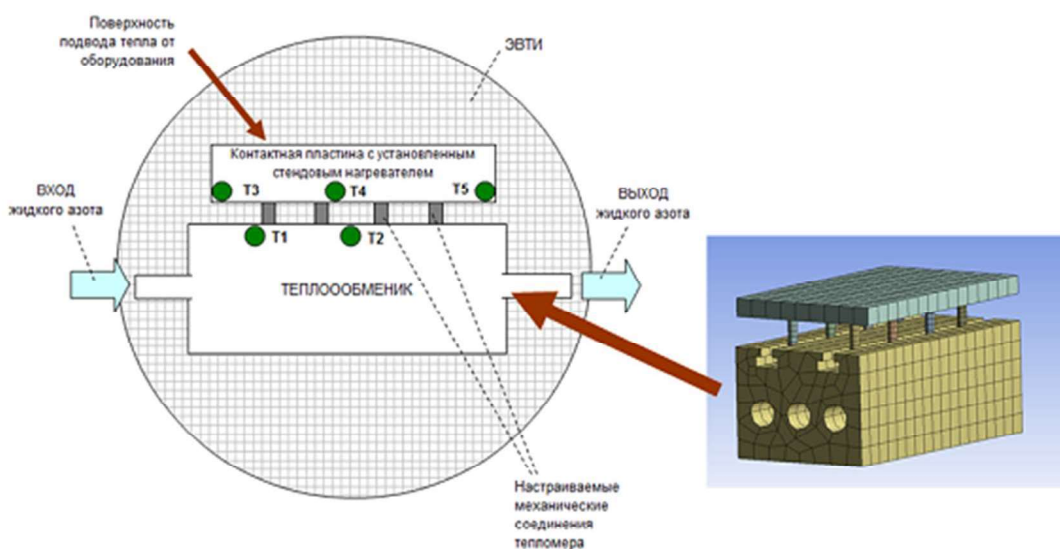 Поверхность
подвода тепла от
оборудования
ЭВТИ
Контактная пластина с установленным
стендовым нагревателем
T3
T4
T5
ВХОД
жидкого азота
ВЫХОД
жидкого азота
T1
T2
ТЕПЛОООБМЕНИК
Настраиваемые
механические
соединения
тепломера